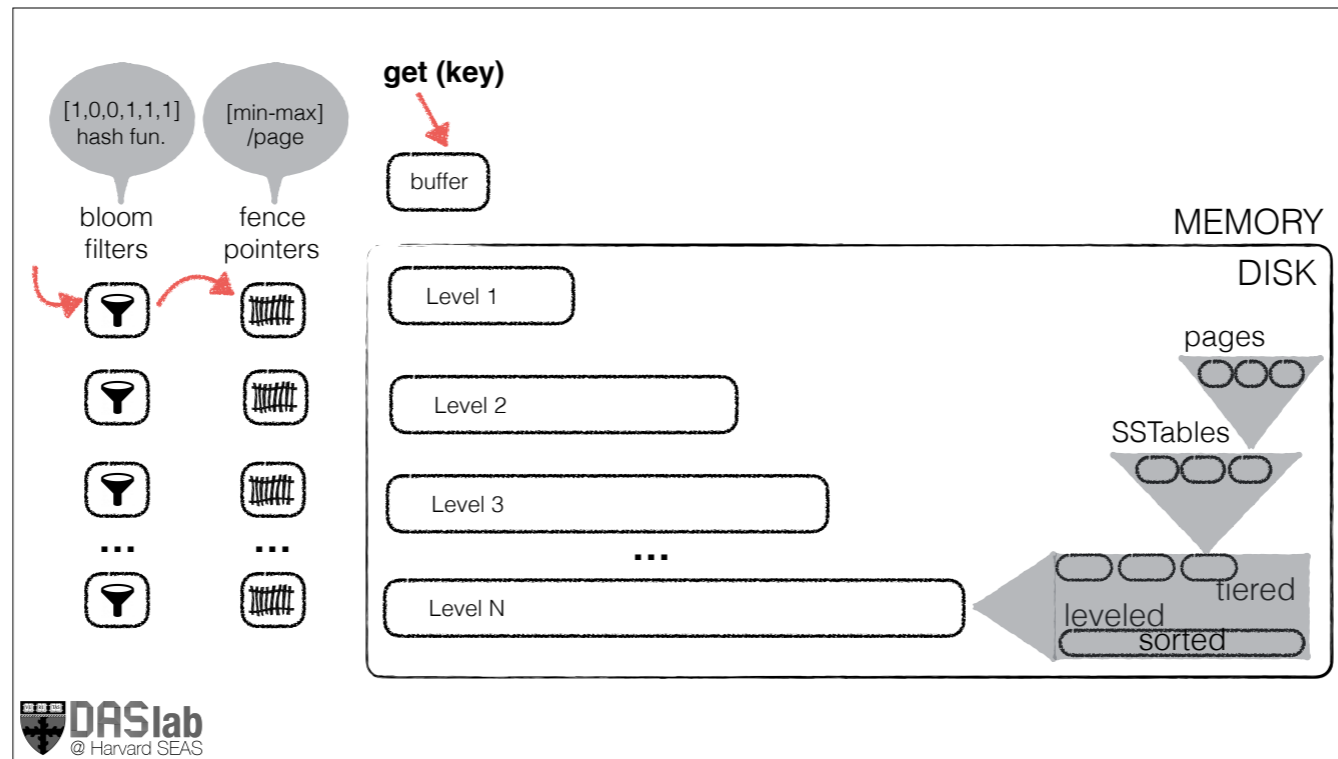 get (key)
[1,0,0,1,1,1]
hash fun.
[min-max]
/page
buffer
bloom
filters
fence
pointers
MEMORY
DISK
Level 1
pages
Level 2
SSTables
Level 3
...
...
...
Level N
tiered
leveled
sorted
DASlab
@ Harvard SEAS